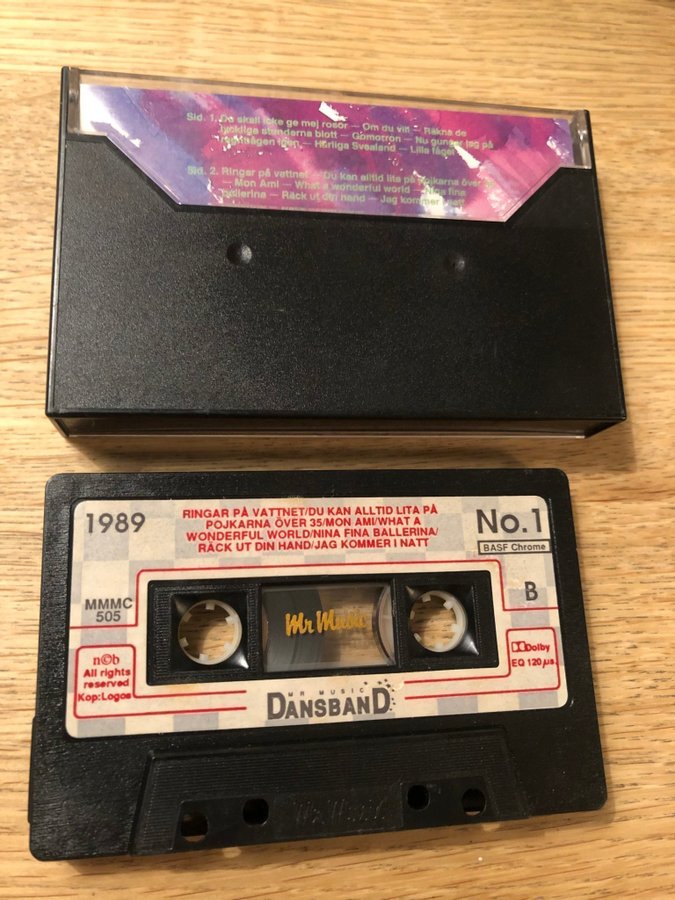 Sid. 1. Du skall icke ge mej rosor — Om du vill — Räkna de
lyckliga stunderna blott — Gomorron — Nu gungar jag på
igen — Härliga Svealand — Lilla fågel
Sid. 2. Ringar på vattnet — Du kan alltid lita på pojkarna över
— Mon Ami — What a wonderful world — Nina fina
ballerina — Räck ut din hand — Jag kommer i natt
1989
RINGAR PÅ VATTNET/DU KAN ALLTID LITA PÅ
POJKARNA ÖVER 35/MON AMI/WHAT A
WONDERFUL WORLD/NINA FINA BALLERINA/
RÄCK UT DIN HAND/JAG KOMMER I NATT
No.1
BASF Chrome
MMMC
505
B
Mr Music
n©b
All rights
reserved
Kop:Logos
Dolby
EQ 120 µs
MR MUSIC
DANSBAND
Mr Music